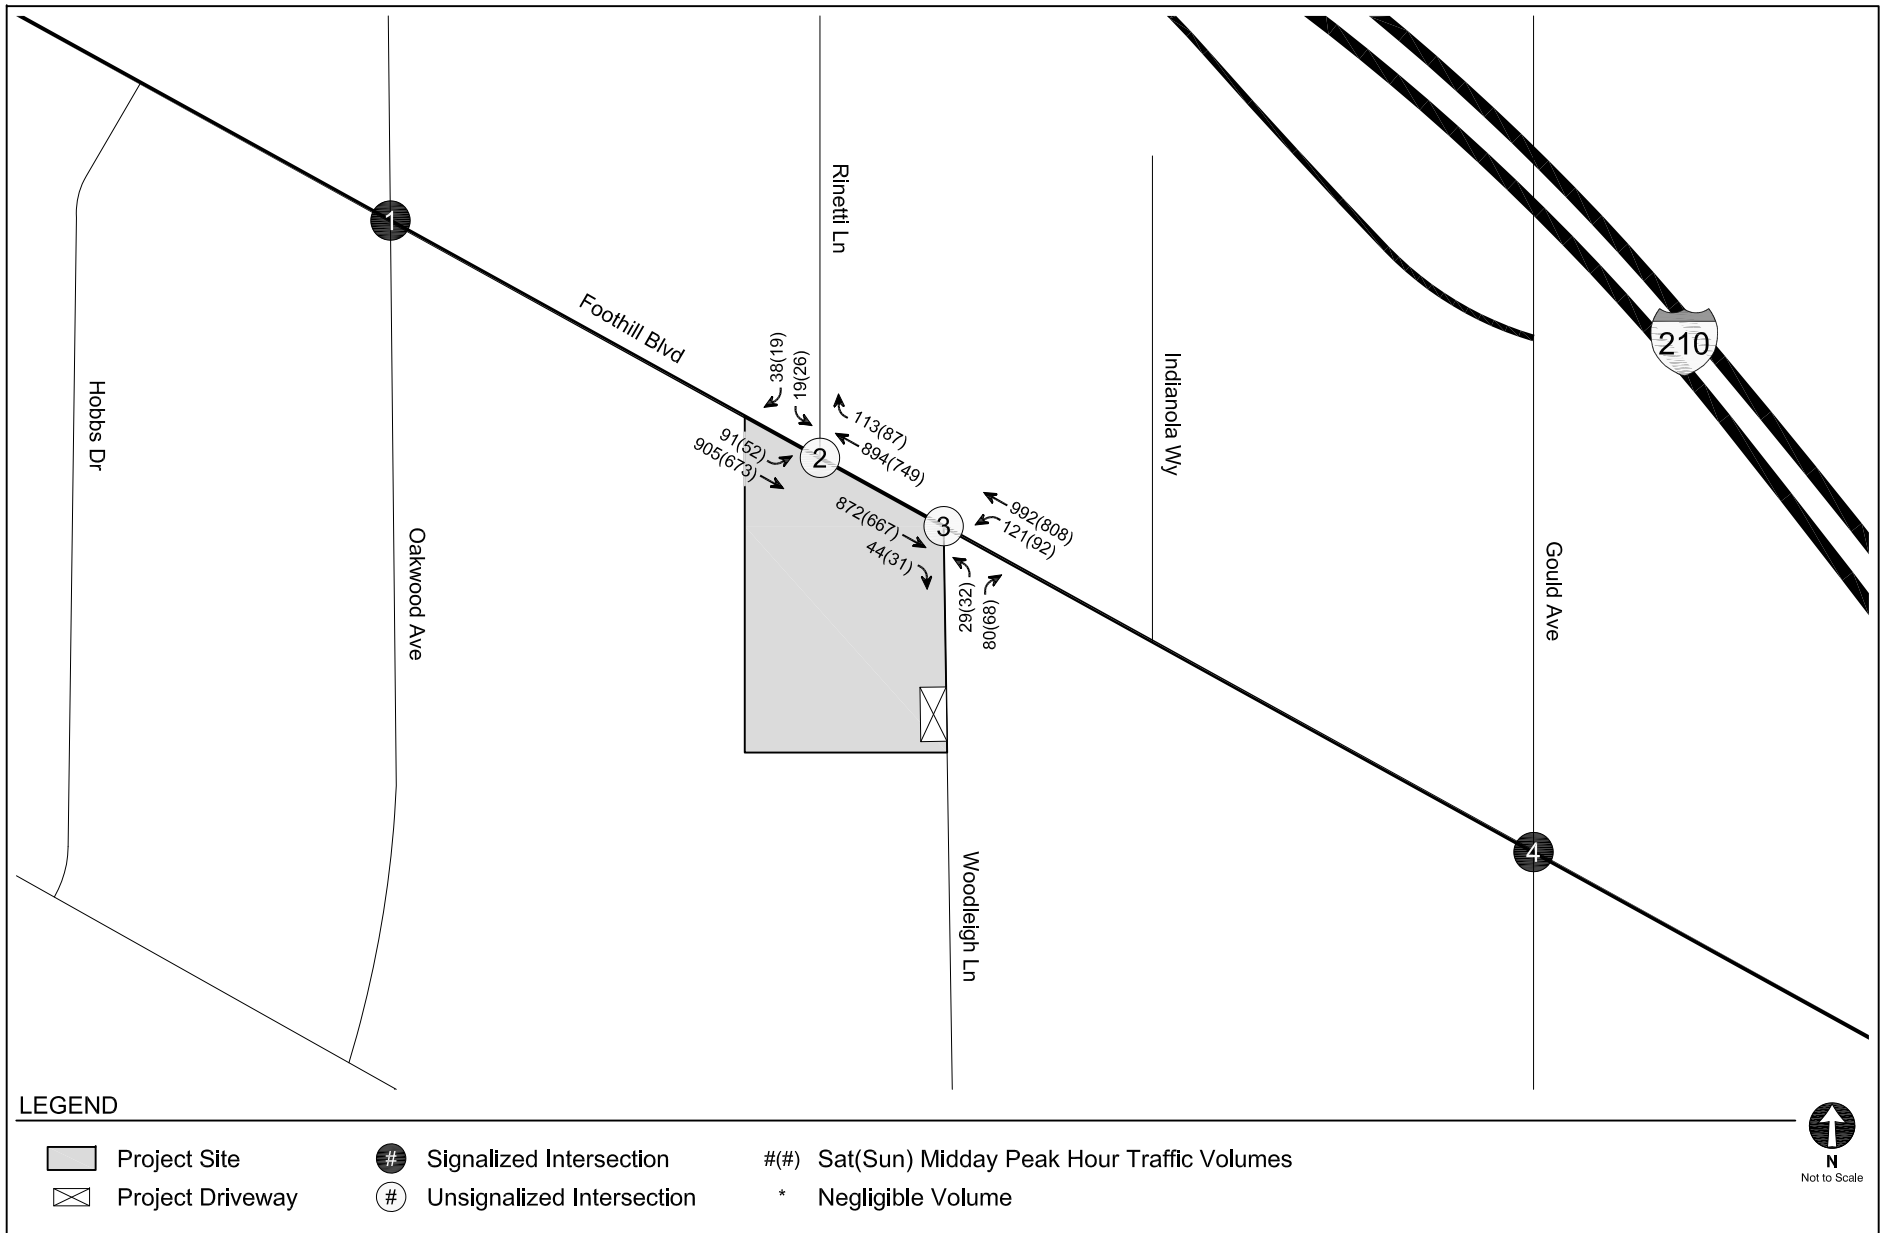 1
Rinetti Ln
Foothill Blvd
210
38(19)
19(26)
113(87)
894(749)
91(52)
905(673)
2
Hobbs Dr
Indianola Wy
872(667)
44(31)
3
992(808)
121(92)
29(32)
80(68)
Oakwood Ave
Gould Ave
4
Woodleigh Ln
LEGEND
Project Site
# Signalized Intersection
#(#) Sat(Sun) Midday Peak Hour Traffic Volumes
Project Driveway
# Unsignalized Intersection
* Negligible Volume
N
Not to Scale